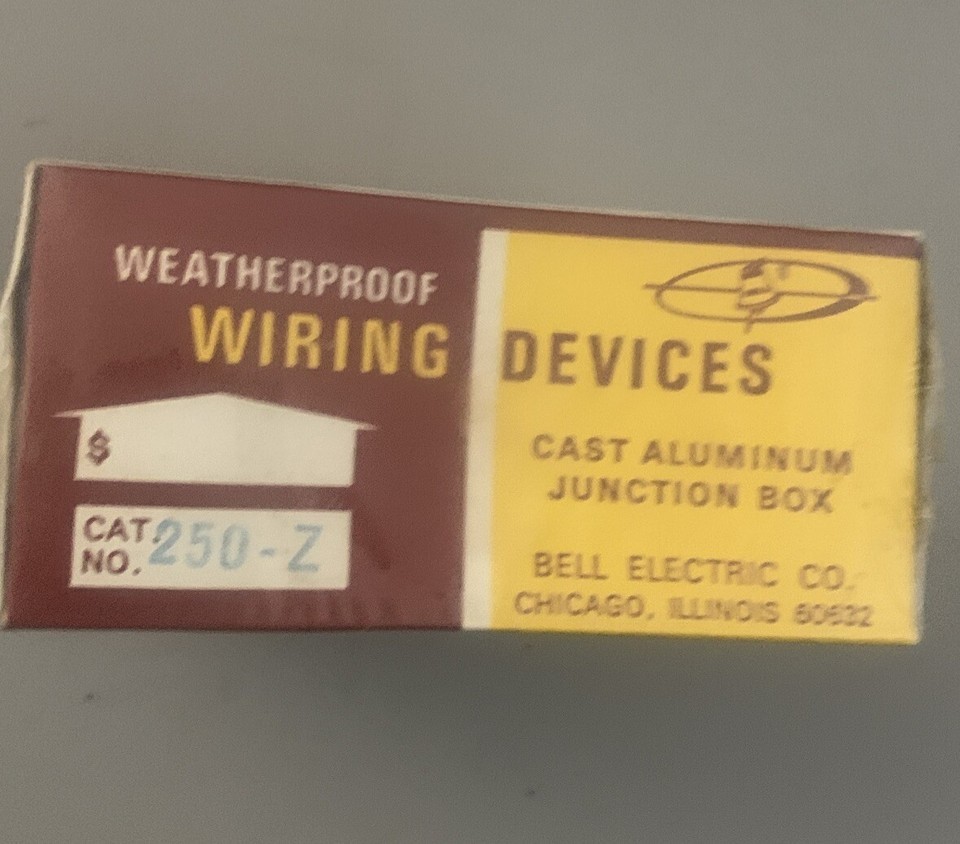 WEATHERPROOF
WIRING DEVICES
$
CAT. NO. 250-Z
CAST ALUMINUM
JUNCTION BOX
BELL ELECTRIC CO.
CHICAGO, ILLINOIS 60632